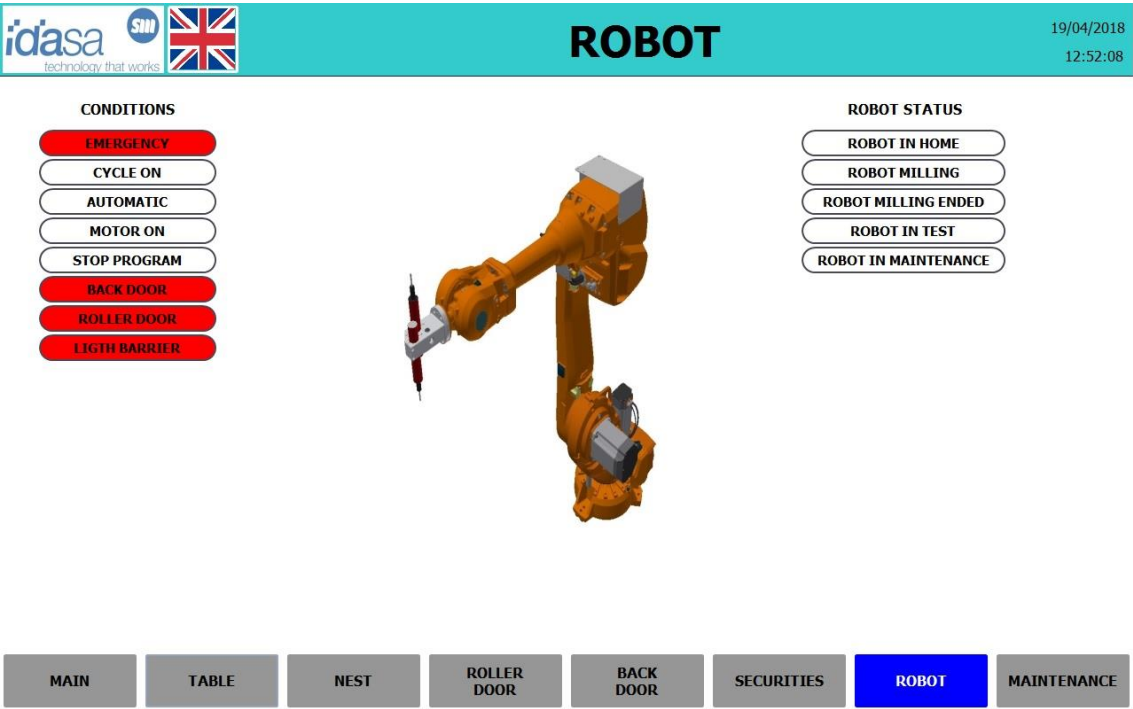 idasa
SM
technology that works
ROBOT
19/04/2018
12:52:08
CONDITIONS
EMERGENCY
CYCLE ON
AUTOMATIC
MOTOR ON
STOP PROGRAM
BACK DOOR
ROLLER DOOR
LIGTH BARRIER
ROBOT STATUS
ROBOT IN HOME
ROBOT MILLING
ROBOT MILLING ENDED
ROBOT IN TEST
ROBOT IN MAINTENANCE
MAIN
TABLE
NEST
ROLLER
DOOR
BACK
DOOR
SECURITIES
ROBOT
MAINTENANCE